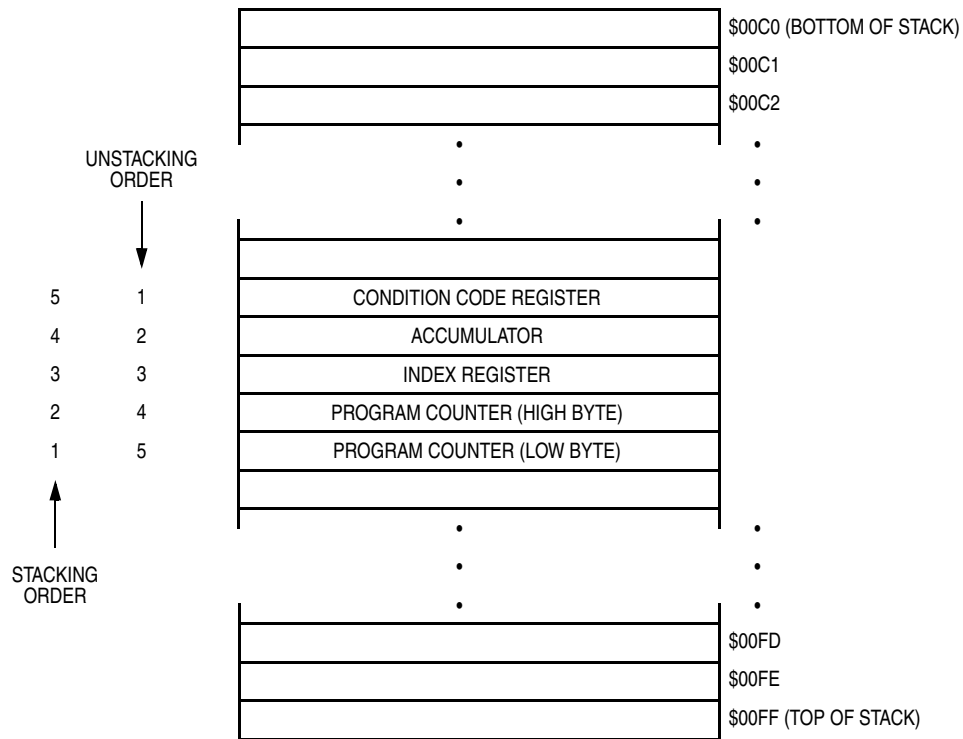 $00C0 (BOTTOM OF STACK)
$00C1
$00C2
UNSTACKING
ORDER
5 1 CONDITION CODE REGISTER
4 2 ACCUMULATOR
3 3 INDEX REGISTER
2 4 PROGRAM COUNTER (HIGH BYTE)
1 5 PROGRAM COUNTER (LOW BYTE)
STACKING
ORDER
$00FD
$00FE
$00FF (TOP OF STACK)